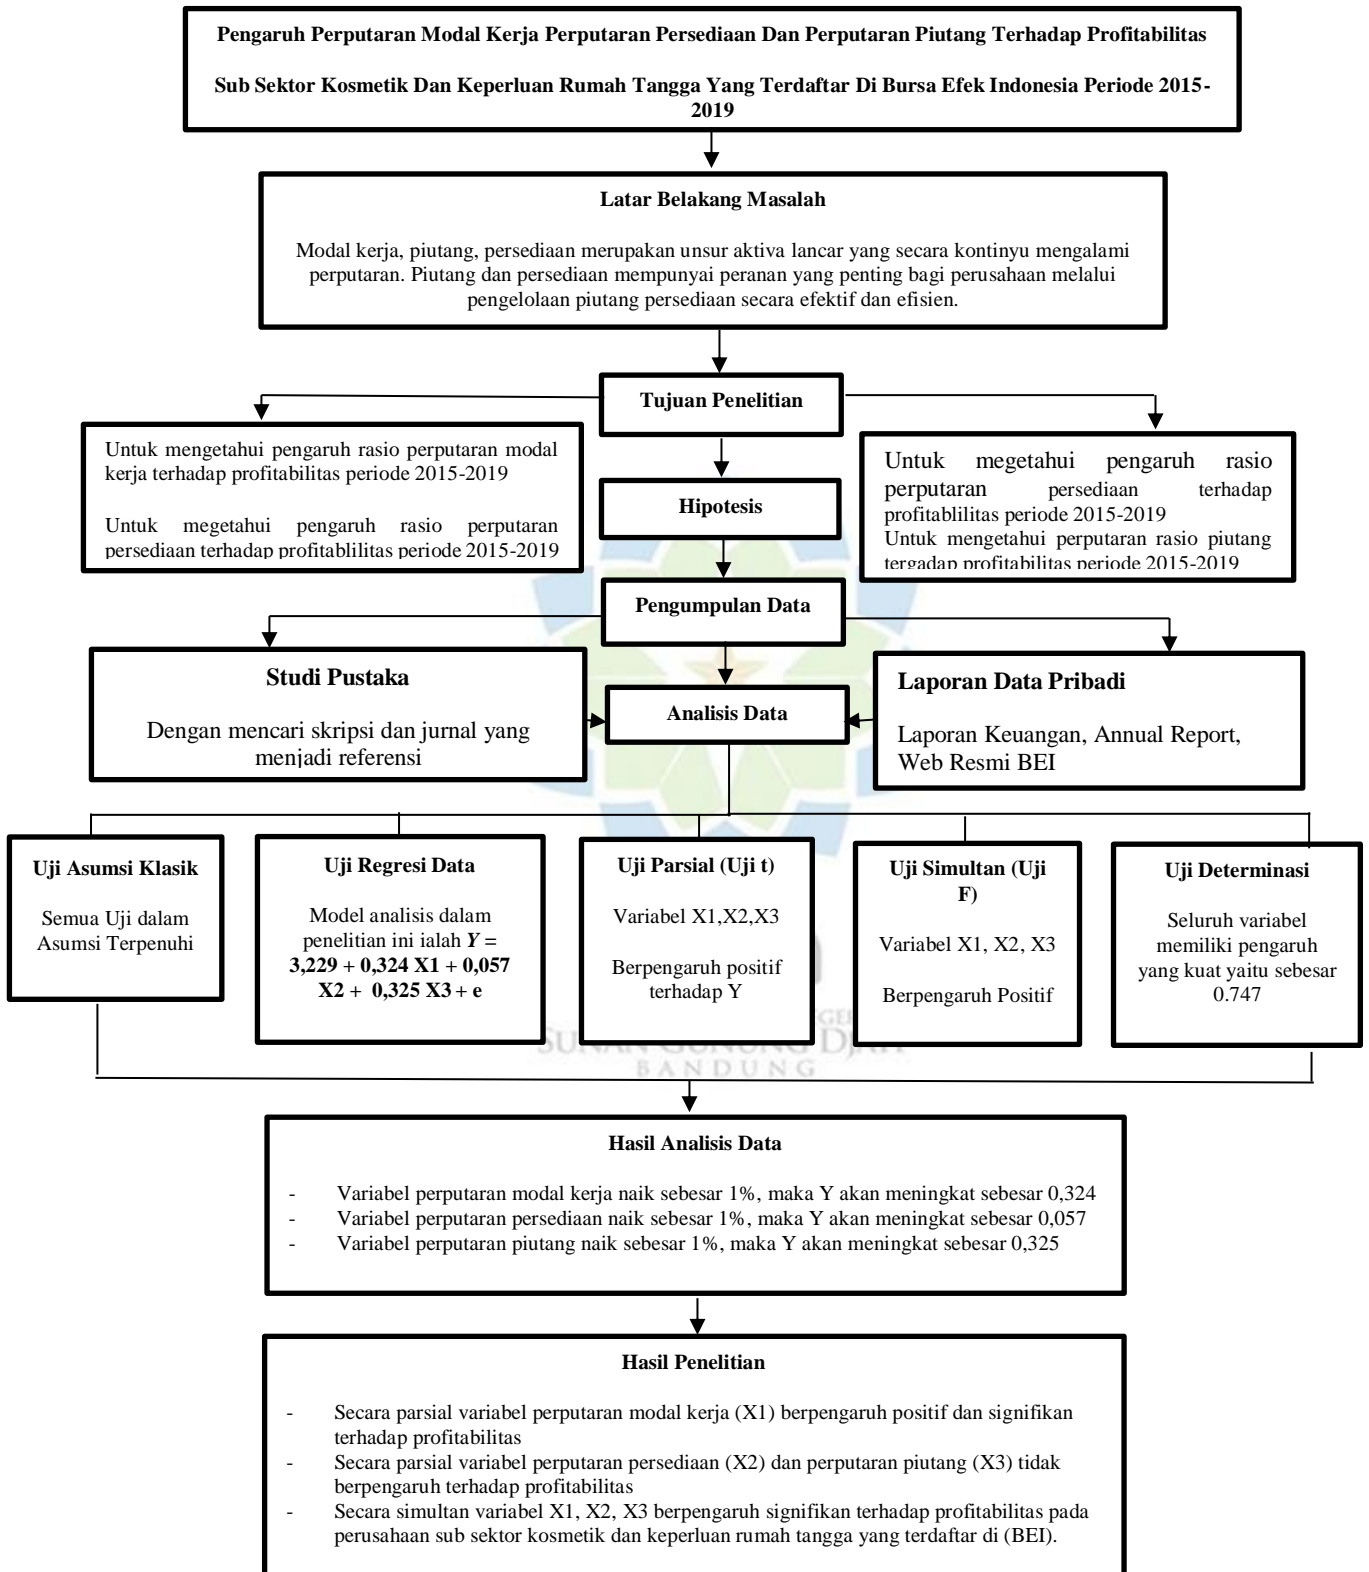 Pengaruh Perputaran Modal Kerja Perputaran Persediaan Dan Perputaran Piutang Terhadap Profitabilitas
Sub Sektor Kosmetik Dan Keperluan Rumah Tangga Yang Terdaftar Di Bursa Efek Indonesia Periode 2015-
2019
Latar Belakang Masalah
Modal kerja, piutang, persediaan merupakan unsur aktiva lancar yang secara kontinyu mengalami
perputaran. Piutang dan persediaan mempunyai peranan yang penting bagi perusahaan melalui
pengelolaan piutang persediaan secara efektif dan efisien.
Tujuan Penelitian
Untuk mengetahui pengaruh rasio perputaran modal
kerja terhadap profitabilitas periode 2015-2019
Untuk megetahui pengaruh rasio perputaran
persediaan terhadap profitablilitas periode 2015-2019
Untuk megetahui pengaruh rasio
perputaran persediaan terhadap
profitablilitas periode 2015-2019
Untuk mengetahui perputaran rasio piutang
tergadap profitabilitas periode 2015-2019
Hipotesis
Pengumpulan Data
Studi Pustaka
Dengan mencari skripsi dan jurnal yang
menjadi referensi
Analisis Data
Laporan Data Pribadi
Laporan Keuangan, Annual Report,
Web Resmi BEI
Uji Asumsi Klasik
Semua Uji dalam
Asumsi Terpenuhi
Uji Regresi Data
Model analisis dalam
penelitian ini ialah Y =
3,229 + 0,324 X1 + 0,057
X2 + 0,325 X3 + e
Uji Parsial (Uji t)
Variabel X1,X2,X3
Berpengaruh positif
terhadap Y
Uji Simultan (Uji
F)
Variabel X1, X2, X3
Berpengaruh Positif
Uji Determinasi
Seluruh variabel
memiliki pengaruh
yang kuat yaitu sebesar
0.747
SUNAN GUNUNG DJATI
BANDUNG
Hasil Analisis Data
- Variabel perputaran modal kerja naik sebesar 1%, maka Y akan meningkat sebesar 0,324
- Variabel perputaran persediaan naik sebesar 1%, maka Y akan meningkat sebesar 0,057
- Variabel perputaran piutang naik sebesar 1%, maka Y akan meningkat sebesar 0,325
Hasil Penelitian
- Secara parsial variabel perputaran modal kerja (X1) berpengaruh positif dan signifikan
terhadap profitabilitas
- Secara parsial variabel perputaran persediaan (X2) dan perputaran piutang (X3) tidak
berpengaruh terhadap profitabilitas
- Secara simultan variabel X1, X2, X3 berpengaruh signifikan terhadap profitabilitas pada
perusahaan sub sektor kosmetik dan keperluan rumah tangga yang terdaftar di (BEI).